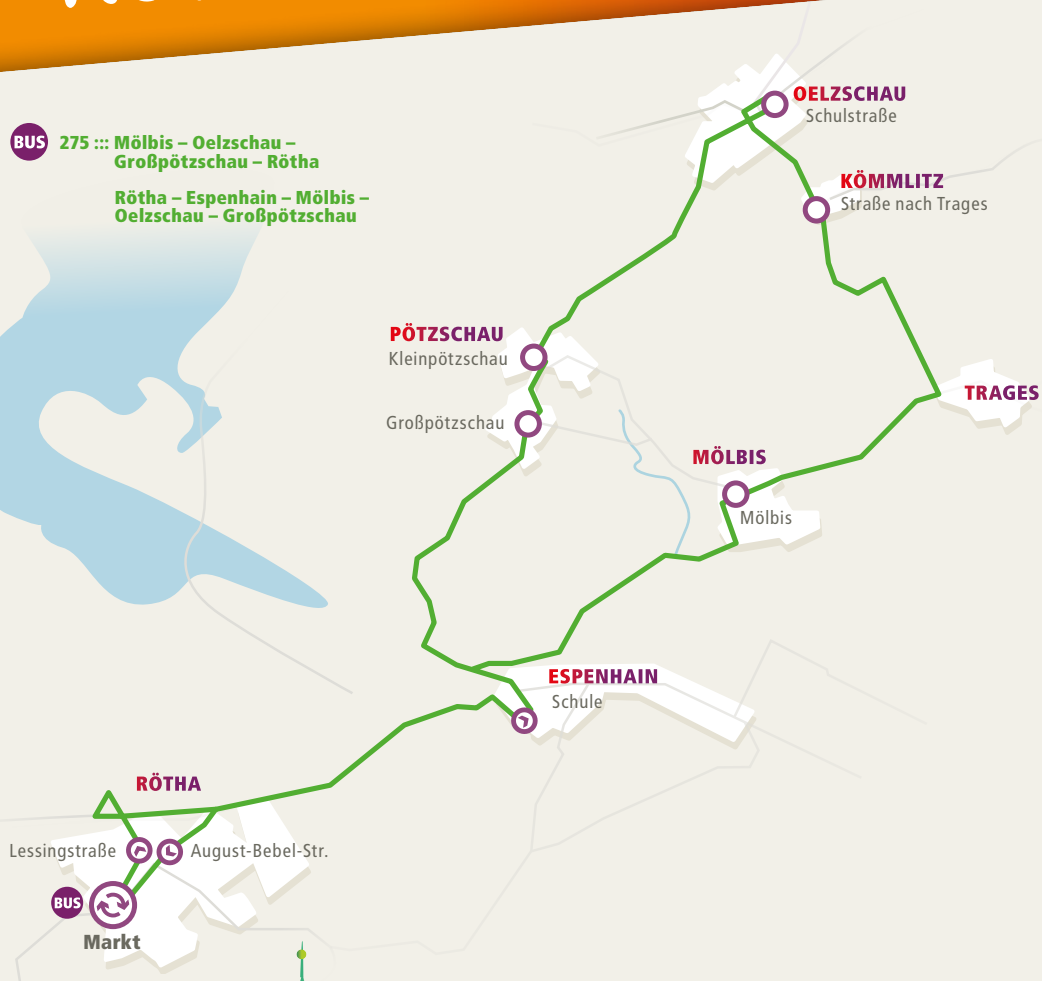 BUS 275 ::: Mölbis – Oelzschau –
Großpötzschau – Rötha
Rötha – Espenhain – Mölbis –
Oelzschau – Großpötzschau
OELZSCHAU
Schulstraße
KÖMMLITZ
Straße nach Trages
PÖTZSCHAU
Kleinpötzschau
Großpötzschau
TRAGES
MÖLBIS
Mölbis
ESPENHAIN
Schule
RÖTHA
Lessingstraße
August-Bebel-Str.
BUS
Markt